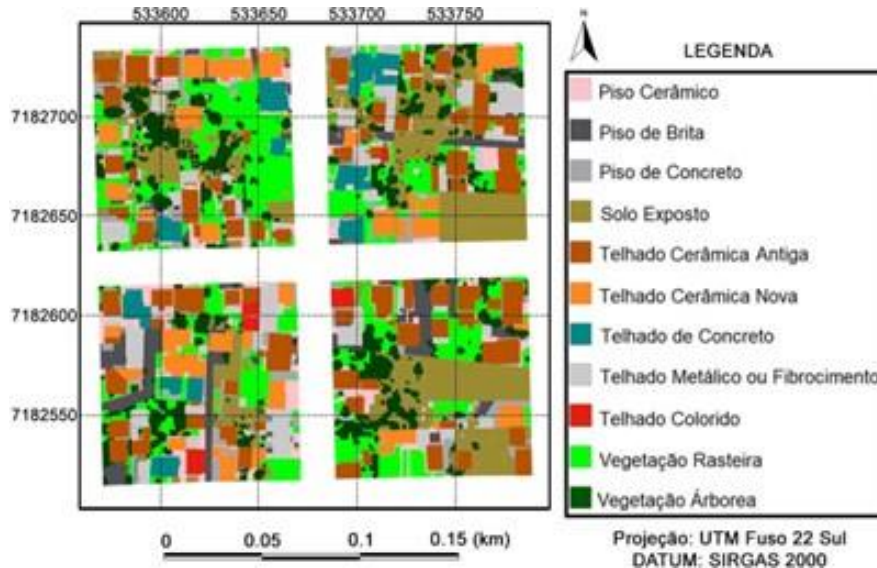 533600 533650 533700 533750
7182700
7182650
7182600
7182550
0 0.05 0.1 0.15 (km)
N
LEGENDA
Piso Cerâmico
Piso de Brita
Piso de Concreto
Solo Exposto
Telhado Cerâmica Antiga
Telhado Cerâmica Nova
Telhado de Concreto
Telhado Metálico ou Fibrocimento
Telhado Colorido
Vegetação Rasteira
Vegetação Árborea
Projeção: UTM Fuso 22 Sul
DATUM: SIRGAS 2000